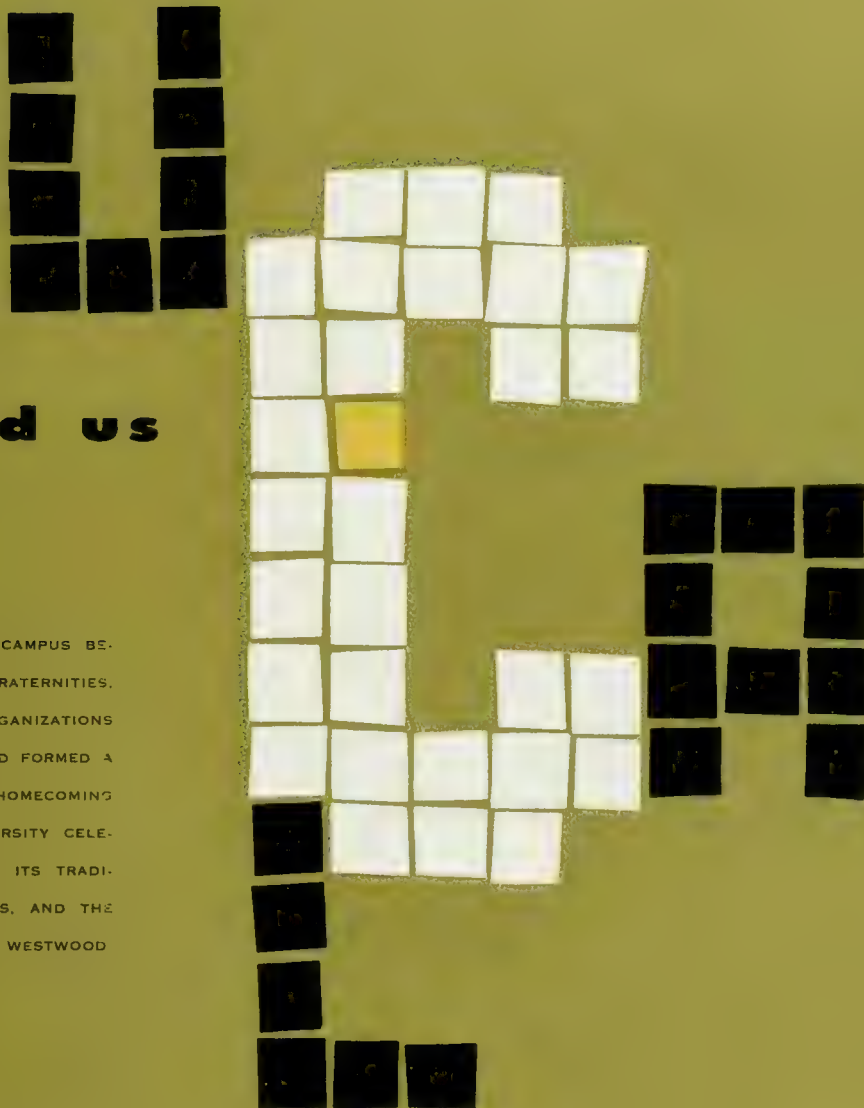 U
C
L
A
d us
CAMPUS BE-
RATERNITIES.
GANIZATIONS
D FORMED A
HOMECOMING
RSITY CELE-
ITS TRADI-
S, AND THE
WESTWOOD